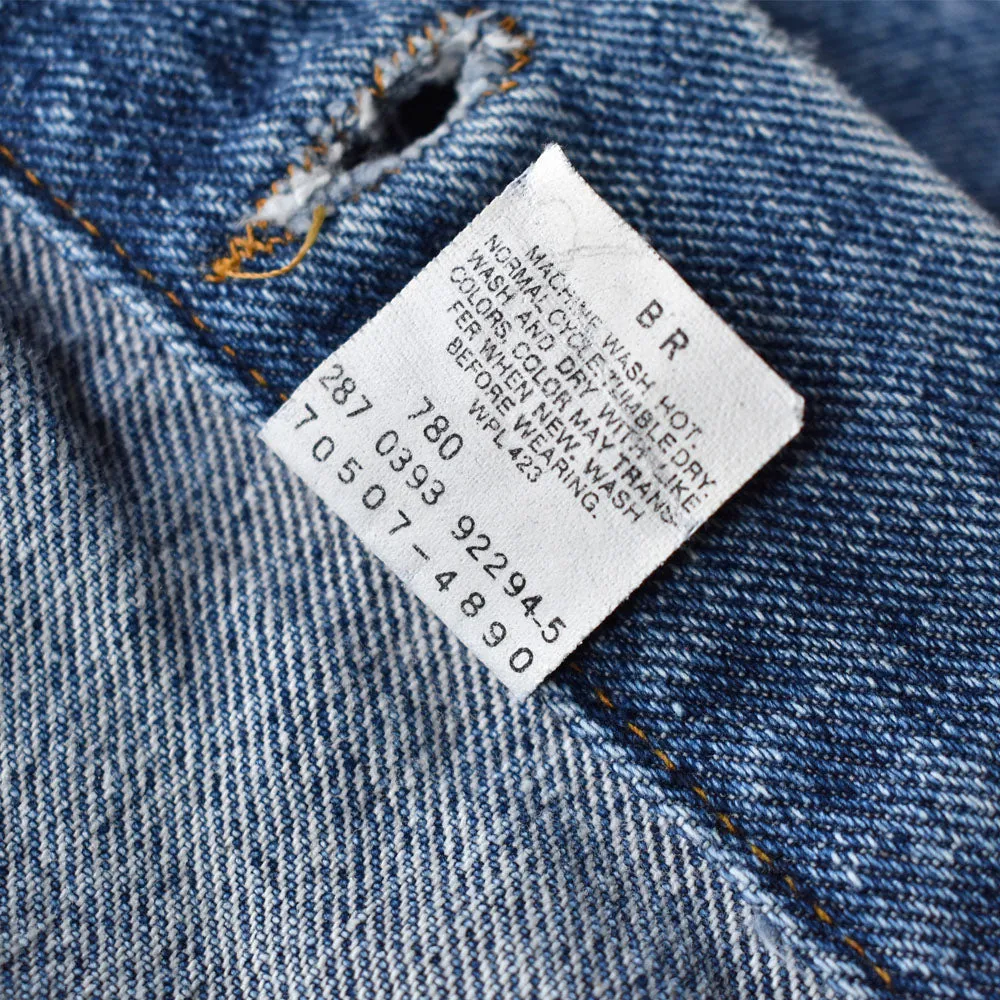 BR
MACHINE WASH HOT.
NORMAL CYCLE. TUMBLE DRY.
WASH AND DRY WITH LIKE
COLORS. COLOR MAY TRANS-
FER WHEN NEW. WASH
BEFORE WEARING.
WPL 423
780
287 0393 92294-5
70507-4890